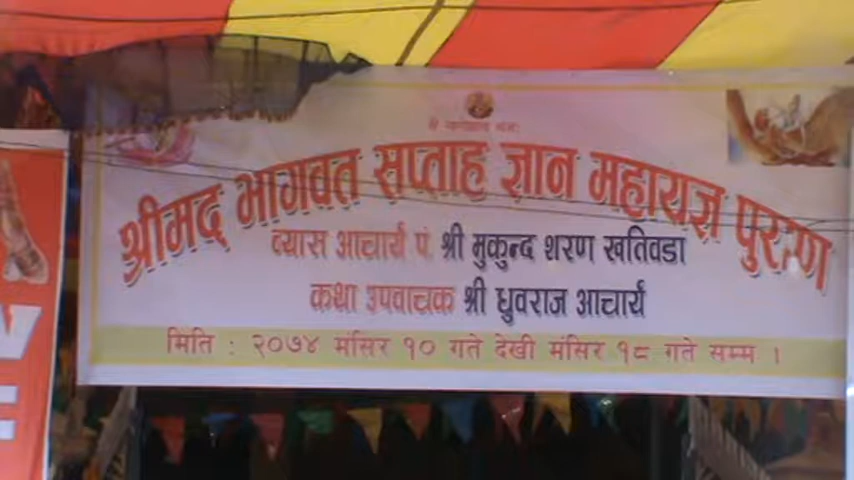 श्रीमद् भागवत सप्ताह ज्ञान महायज्ञ पुराण
व्यास आचार्य पं. श्री मुकुन्द शरण खतिवडा
कथा उपवाचक श्री धुवराज आचार्य
मिति : २०७४ मंसिर १० गते देखी मंसिर १८ गते सम्म ।